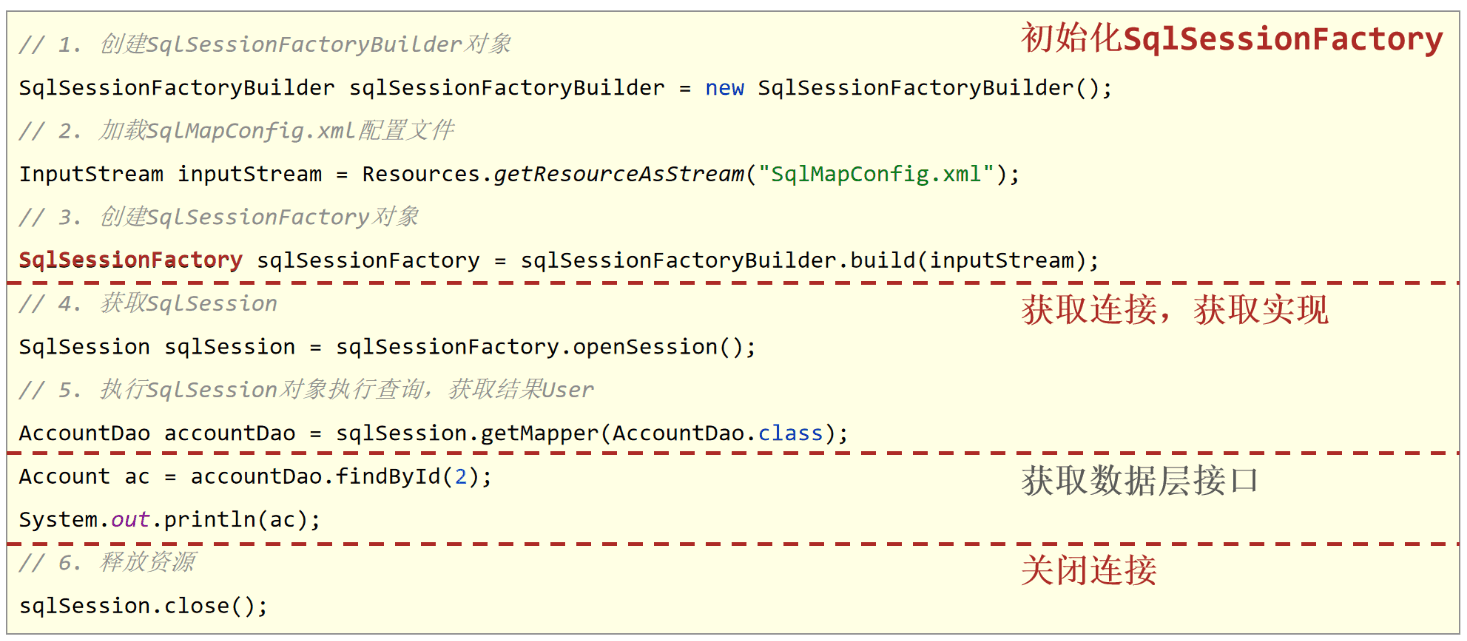 // 1. 创建SqlSessionFactoryBuilder对象
初始化SqlSessionFactory
SqlSessionFactoryBuilder sqlSessionFactoryBuilder = new SqlSessionFactoryBuilder();
// 2. 加载SqlMapConfig.xml配置文件
InputStream inputStream = Resources.getResourceAsStream("SqlMapConfig.xml");
// 3. 创建SqlSessionFactory对象
SqlSessionFactory sqlSessionFactory = sqlSessionFactoryBuilder.build(inputStream);
// 4. 获取SqlSession
获取连接，获取实现
SqlSession sqlSession = sqlSessionFactory.openSession();
// 5. 执行SqlSession对象执行查询，获取结果User
AccountDao accountDao = sqlSession.getMapper(AccountDao.class);
Account ac = accountDao.findById(2);
获取数据层接口
System.out.println(ac);
// 6. 释放资源
关闭连接
sqlSession.close();